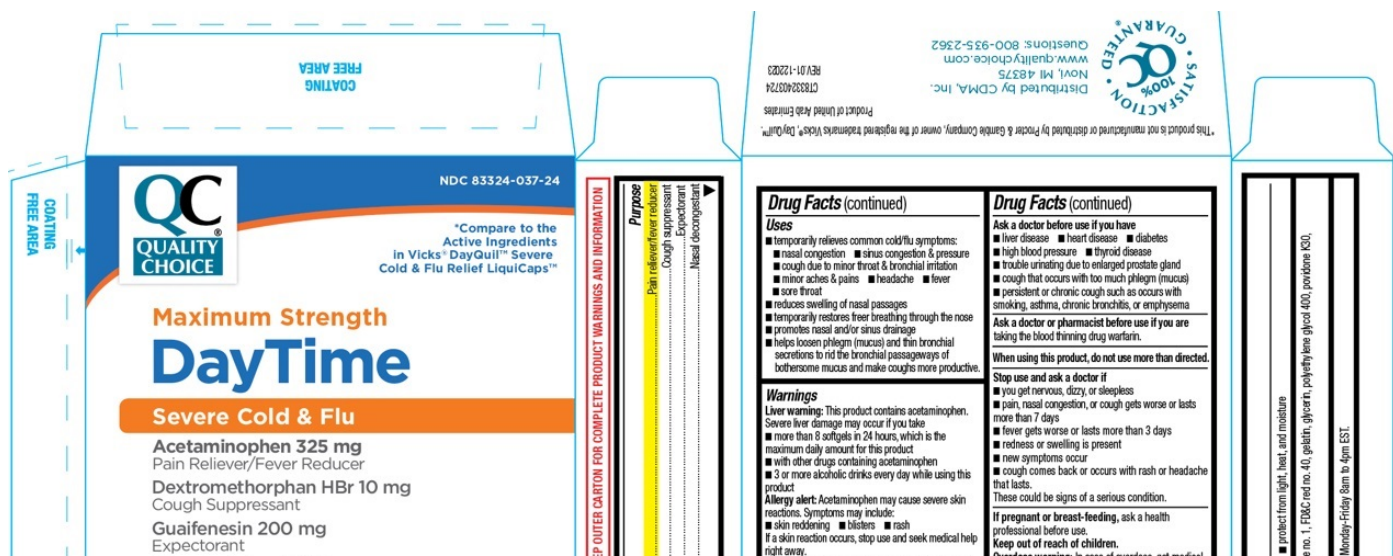 COATING
FREE AREA
COATING
FREE AREA
NDC 83324-037-24
QC®
QUALITY
CHOICE
*Compare to the
Active Ingredients
in Vicks® DayQuil™ Severe
Cold & Flu Relief LiquiCaps™
Maximum Strength
DayTime
Severe Cold & Flu
Acetaminophen 325 mg
Pain Reliever/Fever Reducer
Dextromethorphan HBr 10 mg
Cough Suppressant
Guaifenesin 200 mg
Expectorant
OUTER CARTON FOR COMPLETE PRODUCT WARNINGS AND INFORMATION
Purpose
Pain reliever/fever reducer
Cough suppressant
Expectorant
Nasal decongestant
*This product is not manufactured or distributed by Procter & Gamble Company, owner of the registered trademarks Vicks®, DayQuil™.
Product of United Arab Emirates
CT8332403724
REV.01-122023
Distributed by CDMA, Inc.
Novi, MI 48375
www.qualitychoice.com
Questions: 800-935-2362
SATISFACTION
100%
QC
GUARANTEED
Drug Facts (continued)
Uses
■ temporarily relieves common cold/flu symptoms:
■ nasal congestion ■ sinus congestion & pressure
■ cough due to minor throat & bronchial irritation
■ minor aches & pains ■ headache ■ fever
■ sore throat
■ reduces swelling of nasal passages
■ temporarily restores freer breathing through the nose
■ promotes nasal and/or sinus drainage
■ helps loosen phlegm (mucus) and thin bronchial
secretions to rid the bronchial passageways of
bothersome mucus and make coughs more productive.
Warnings
Liver warning: This product contains acetaminophen.
Severe liver damage may occur if you take
■ more than 8 softgels in 24 hours, which is the
maximum daily amount for this product
■ with other drugs containing acetaminophen
■ 3 or more alcoholic drinks every day while using this
product
Allergy alert: Acetaminophen may cause severe skin
reactions. Symptoms may include:
■ skin reddening ■ blisters ■ rash
If a skin reaction occurs, stop use and seek medical help
right away.
Drug Facts (continued)
Ask a doctor before use if you have
■ liver disease ■ heart disease ■ diabetes
■ high blood pressure ■ thyroid disease
■ trouble urinating due to enlarged prostate gland
■ cough that occurs with too much phlegm (mucus)
■ persistent or chronic cough such as occurs with
smoking, asthma, chronic bronchitis, or emphysema
Ask a doctor or pharmacist before use if you are
taking the blood thinning drug warfarin.
When using this product, do not use more than directed.
Stop use and ask a doctor if
■ you get nervous, dizzy, or sleepless
■ pain, nasal congestion, or cough gets worse or lasts
more than 7 days
■ fever gets worse or lasts more than 3 days
■ redness or swelling is present
■ new symptoms occur
■ cough comes back or occurs with rash or headache
that lasts.
These could be signs of a serious condition.
If pregnant or breast-feeding, ask a health
professional before use.
Keep out of reach of children.
■ protect from light, heat, and moisture
no. 1, FD&C red no. 40, gelatin, glycerin, polyethylene glycol 400, povidone K30,
Monday-Friday 8am to 4pm EST.